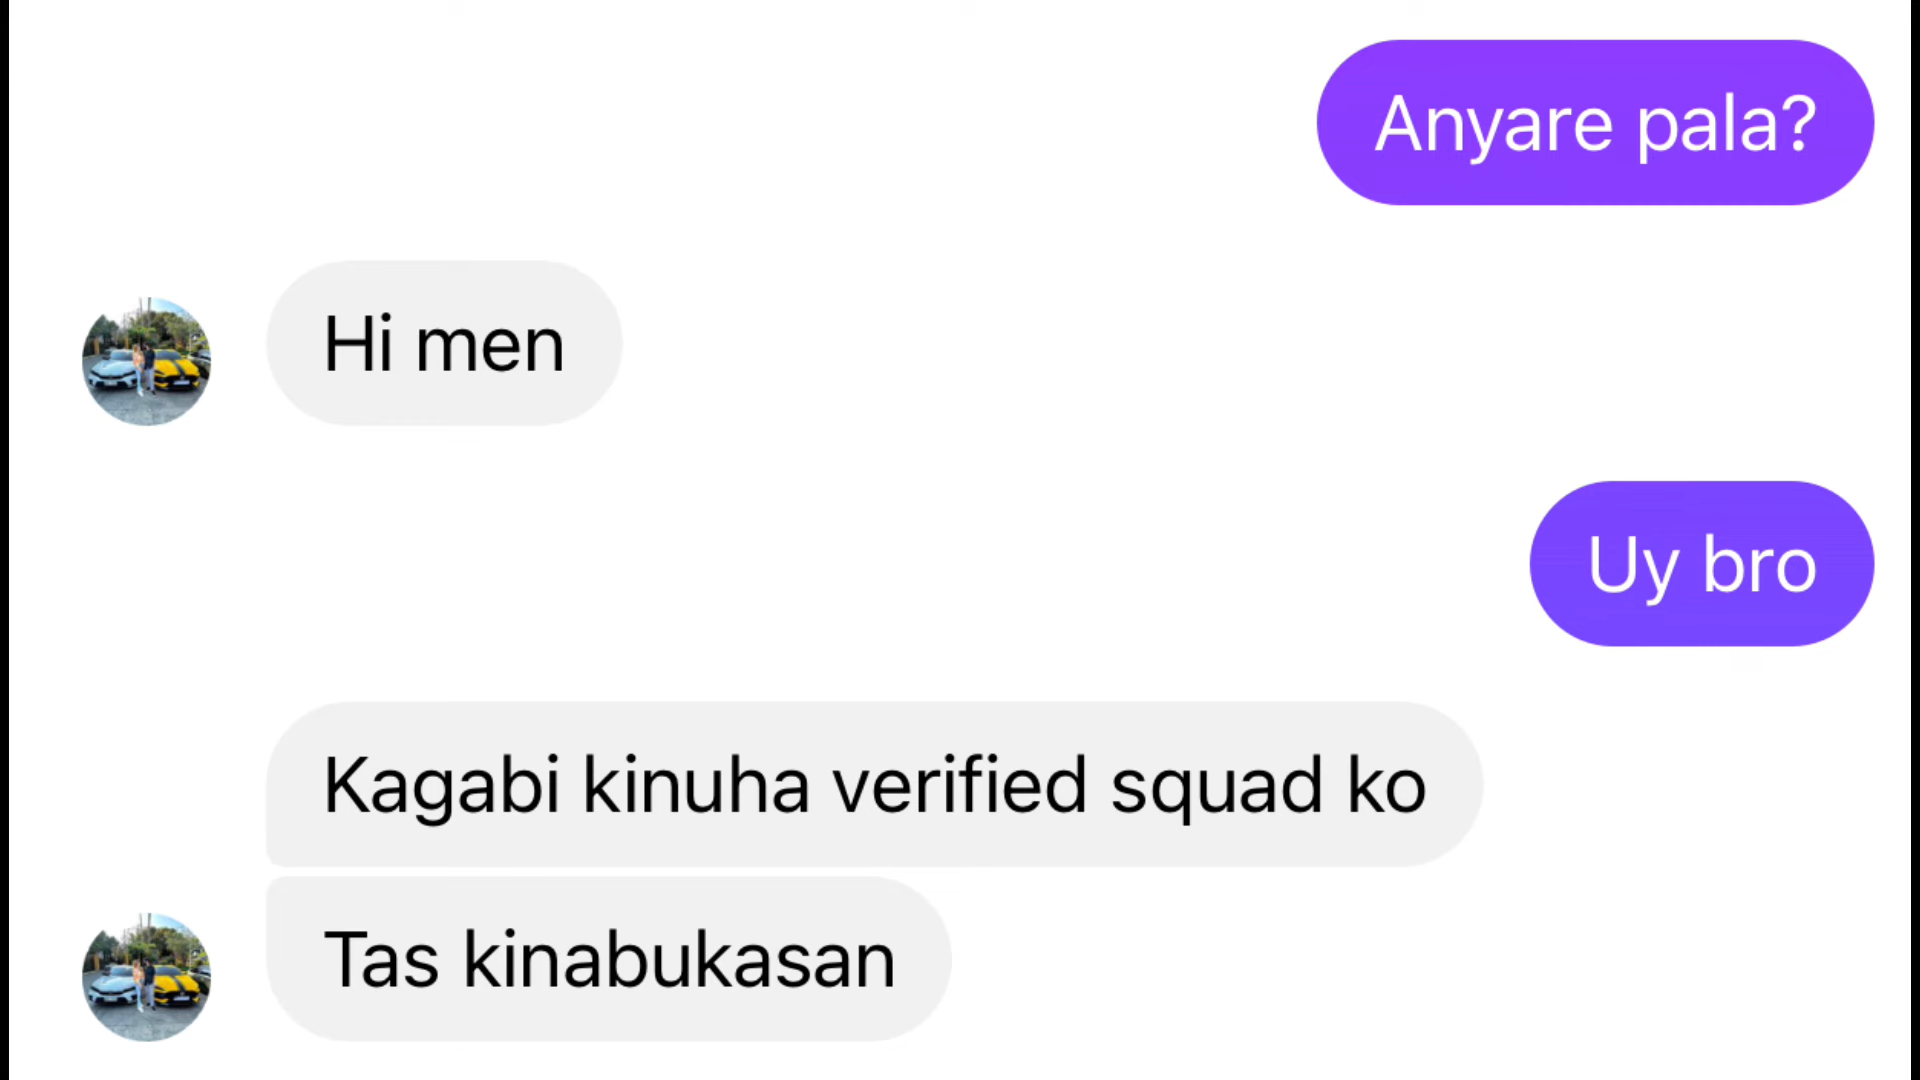 Anyare pala?
Hi men
Uy bro
Kagabi kinuha verified squad ko
Tas kinabukasan